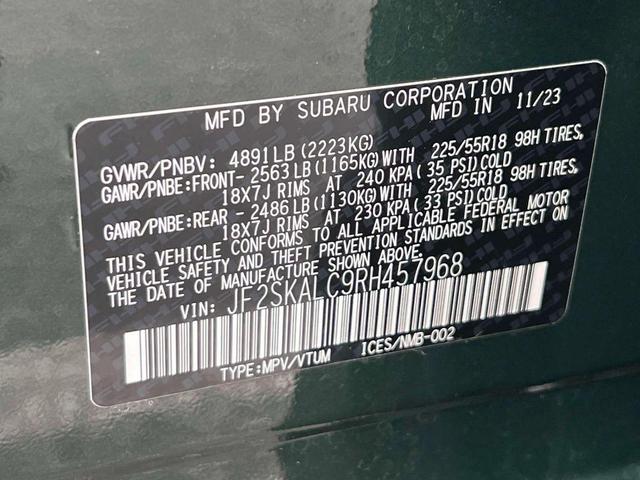 MFD BY SUBARU CORPORATION
MFD IN 11/23
GVWR/PNBV: 4891LB(2223KG)
GAWR/PNBE:FRONT-2563LB(1165KG)WITH 225/55R18 98H TIRES,
18X7J RIMS AT 240 KPA(35 PSI)COLD
GAWR/PNBE:REAR -2486LB(1130KG)WITH 225/55R18 98H TIRES,
18X7J RIMS AT 230 KPA(33 PSI)COLD
THIS VEHICLE CONFORMS TO ALL APPLICABLE FEDERAL MOTOR
VEHICLE SAFETY AND THEFT PREVENTION STANDARDS IN EFFECT ON
THE DATE OF MANUFACTURE SHOWN ABOVE.
VIN: JF2SKALC9RH457968
TYPE:MPV/VTUM ICES/NMB-002